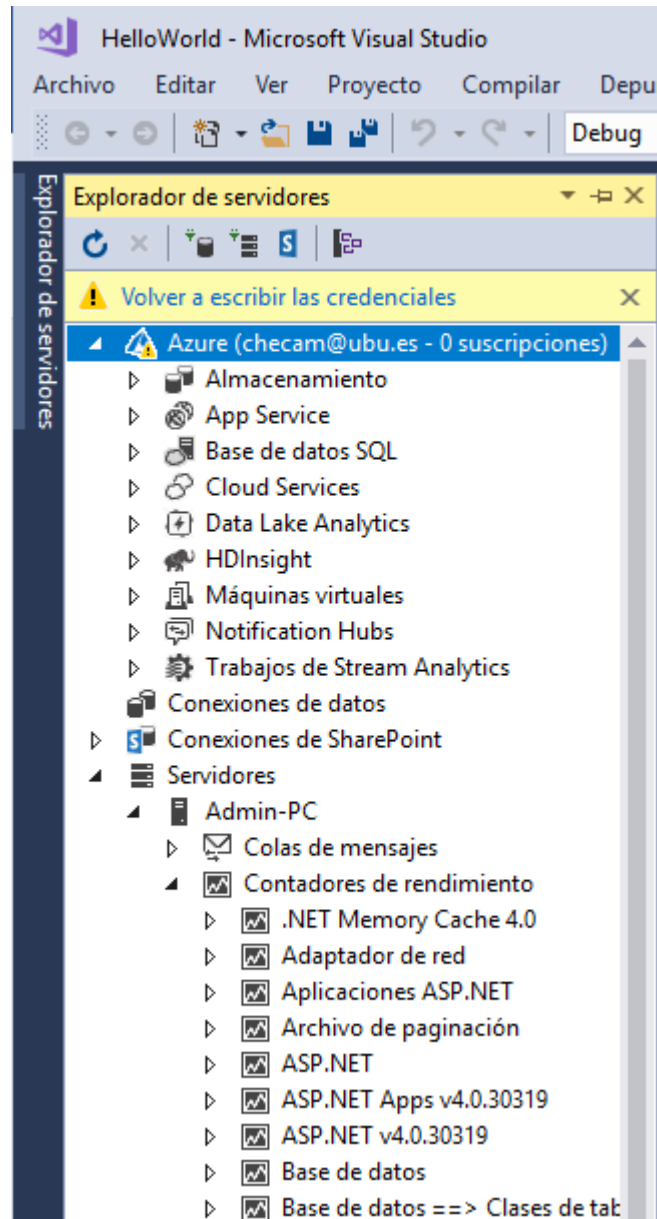 HelloWorld - Microsoft Visual Studio
Archivo Editar Ver Proyecto Compilar Depu
Debug
Explorador de servidores
Explorador de servidores
Volver a escribir las credenciales
Azure (checam@ubu.es - 0 suscripciones)
Almacenamiento
App Service
Base de datos SQL
Cloud Services
Data Lake Analytics
HDInsight
Máquinas virtuales
Notification Hubs
Trabajos de Stream Analytics
Conexiones de datos
Conexiones de SharePoint
Servidores
Admin-PC
Colas de mensajes
Contadores de rendimiento
.NET Memory Cache 4.0
Adaptador de red
Aplicaciones ASP.NET
Archivo de paginación
ASP.NET
ASP.NET Apps v4.0.30319
ASP.NET v4.0.30319
Base de datos
Base de datos ==> Clases de tab